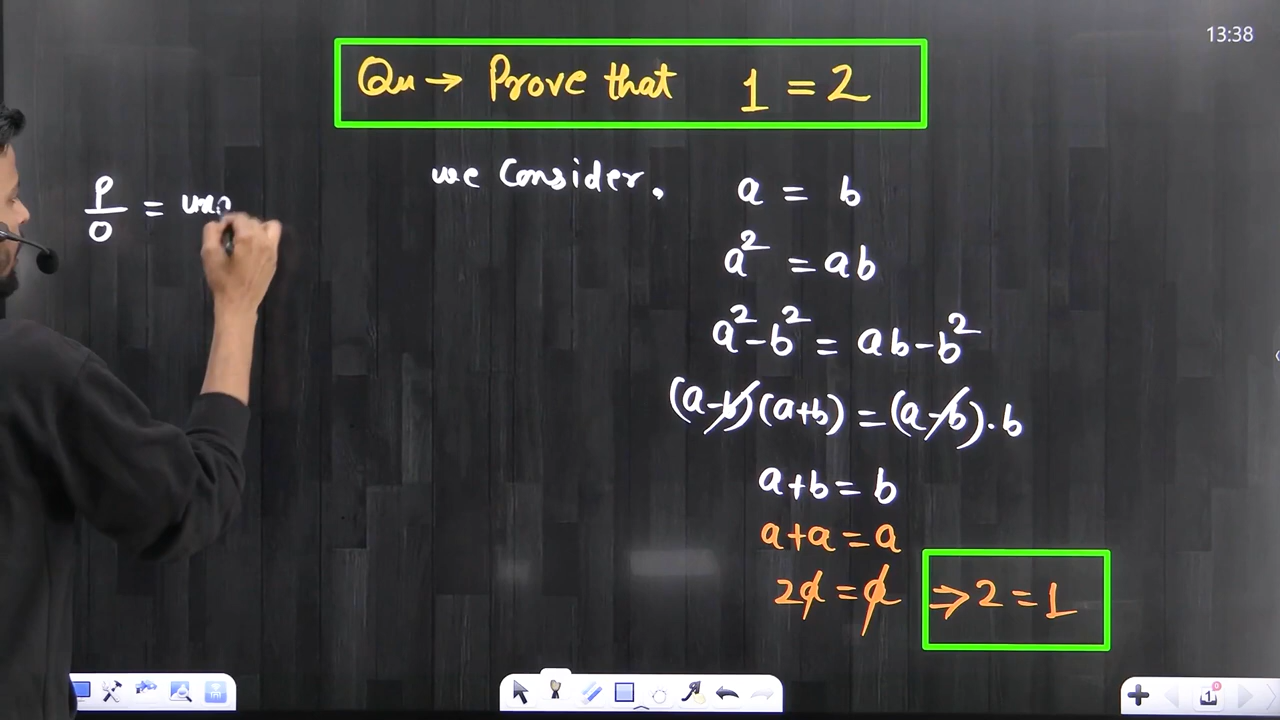 13:38
Qu → Prove that 1 = 2
we Consider, a = b
P/0 =
a² = ab
a² - b² = ab - b²
(a-b)(a+b) = (a-b).b
a+b = b
a+a = a
2a = a ⇒ 2 = 1
1